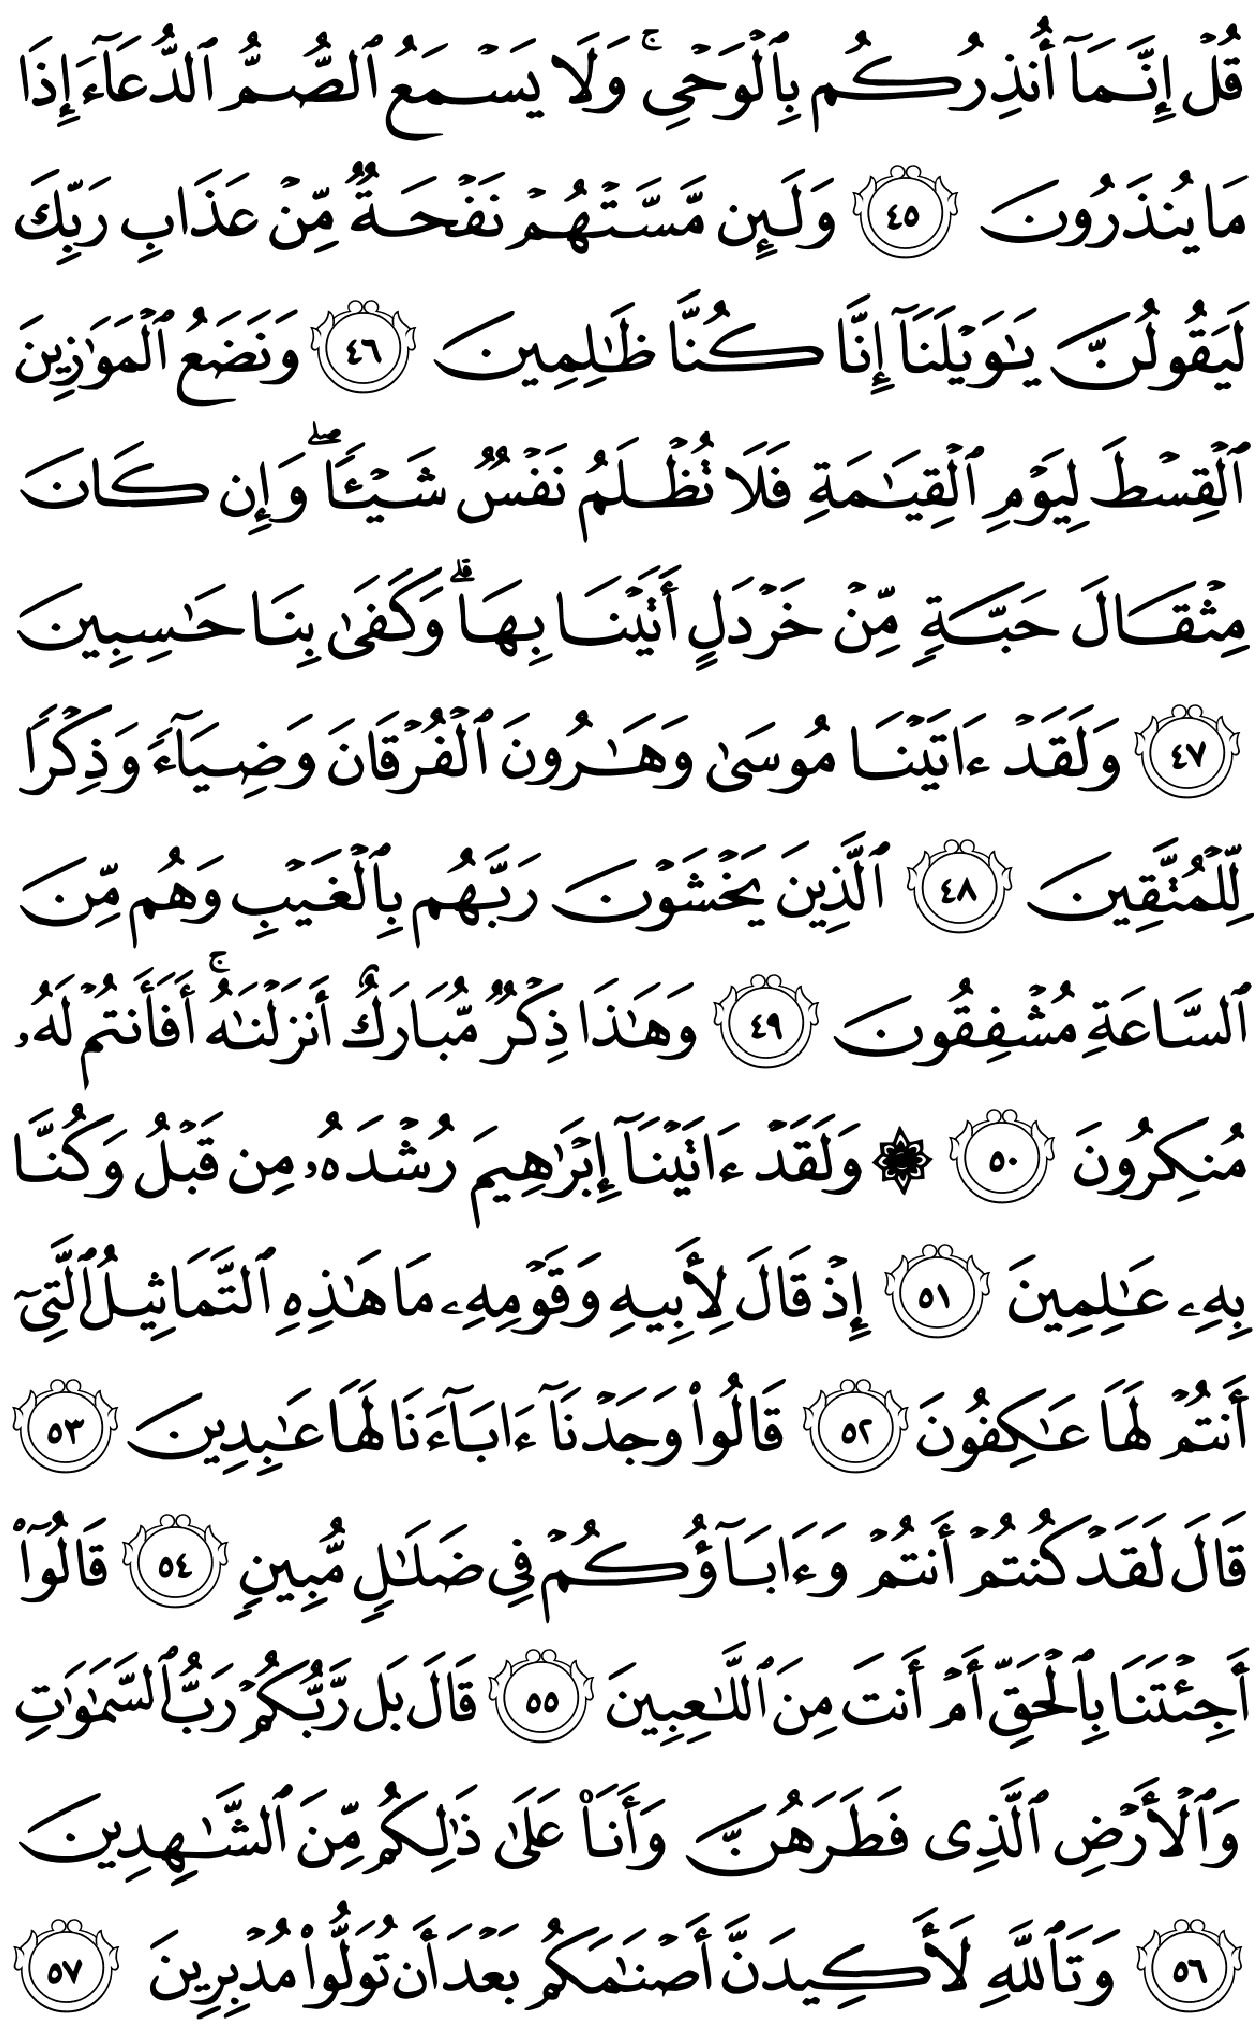 قُلۡ إِنَّمَآ أُنذِرُكُم بِٱلۡوَحۡيِۚ وَلَا يَسۡمَعُ ٱلصُّمُّ ٱلدُّعَآءَ إِذَا
مَا يُنذَرُونَ ٤٥ وَلَئِن مَّسَّتۡهُمۡ نَفۡحَةٌ مِّنۡ عَذَابِ رَبِّكَ
لَيَقُولُنَّ يَٰوَيۡلَنَآ إِنَّا كُنَّا ظَٰلِمِينَ ٤٦ وَنَضَعُ ٱلۡمَوَٰزِينَ
ٱلۡقِسۡطَ لِيَوۡمِ ٱلۡقِيَٰمَةِ فَلَا تُظۡلَمُ نَفۡسٌ شَيۡـًٔاۖ وَإِن كَانَ
مِثۡقَالَ حَبَّةٍ مِّنۡ خَرۡدَلٍ أَتَيۡنَا بِهَاۗ وَكَفَىٰ بِنَا حَٰسِبِينَ
٤٧ وَلَقَدۡ ءَاتَيۡنَا مُوسَىٰ وَهَٰرُونَ ٱلۡفُرۡقَانَ وَضِيَآءً وَذِكۡرًا
لِّلۡمُتَّقِينَ ٤٨ ٱلَّذِينَ يَخۡشَوۡنَ رَبَّهُم بِٱلۡغَيۡبِ وَهُم مِّنَ
ٱلسَّاعَةِ مُشۡفِقُونَ ٤٩ وَهَٰذَا ذِكۡرٌ مُّبَارَكٌ أَنزَلۡنَٰهُۚ أَفَأَنتُمۡ لَهُۥ
مُنكِرُونَ ٥٠ ۞ وَلَقَدۡ ءَاتَيۡنَآ إِبۡرَٰهِيمَ رُشۡدَهُۥ مِن قَبۡلُ وَكُنَّا
بِهِۦ عَٰلِمِينَ ٥١ إِذۡ قَالَ لِأَبِيهِ وَقَوۡمِهِۦ مَا هَٰذِهِ ٱلتَّمَاثِيلُ ٱلَّتِيٓ
أَنتُمۡ لَهَا عَٰكِفُونَ ٥٢ قَالُواْ وَجَدۡنَآ ءَابَآءَنَا لَهَا عَٰبِدِينَ ٥٣
قَالَ لَقَدۡ كُنتُمۡ أَنتُمۡ وَءَابَآؤُكُمۡ فِي ضَلَٰلٍ مُّبِينٍ ٥٤ قَالُوٓاْ
أَجِئۡتَنَا بِٱلۡحَقِّ أَمۡ أَنتَ مِنَ ٱللَّٰعِبِينَ ٥٥ قَالَ بَل رَّبُّكُمۡ رَبُّ ٱلسَّمَٰوَٰتِ
وَٱلۡأَرۡضِ ٱلَّذِي فَطَرَهُنَّ وَأَنَا۠ عَلَىٰ ذَٰلِكُم مِّنَ ٱلشَّٰهِدِينَ
٥٦ وَتَٱللَّهِ لَأَكِيدَنَّ أَصۡنَٰمَكُم بَعۡدَ أَن تُوَلُّواْ مُدۡبِرِينَ ٥٧